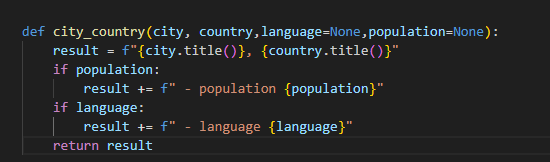 def city_country(city, country,language=None,population=None):
    result = f"{city.title()}, {country.title()}"
    if population:
        result += f" - population {population}"
    if language:
        result += f" - language {language}"
    return result